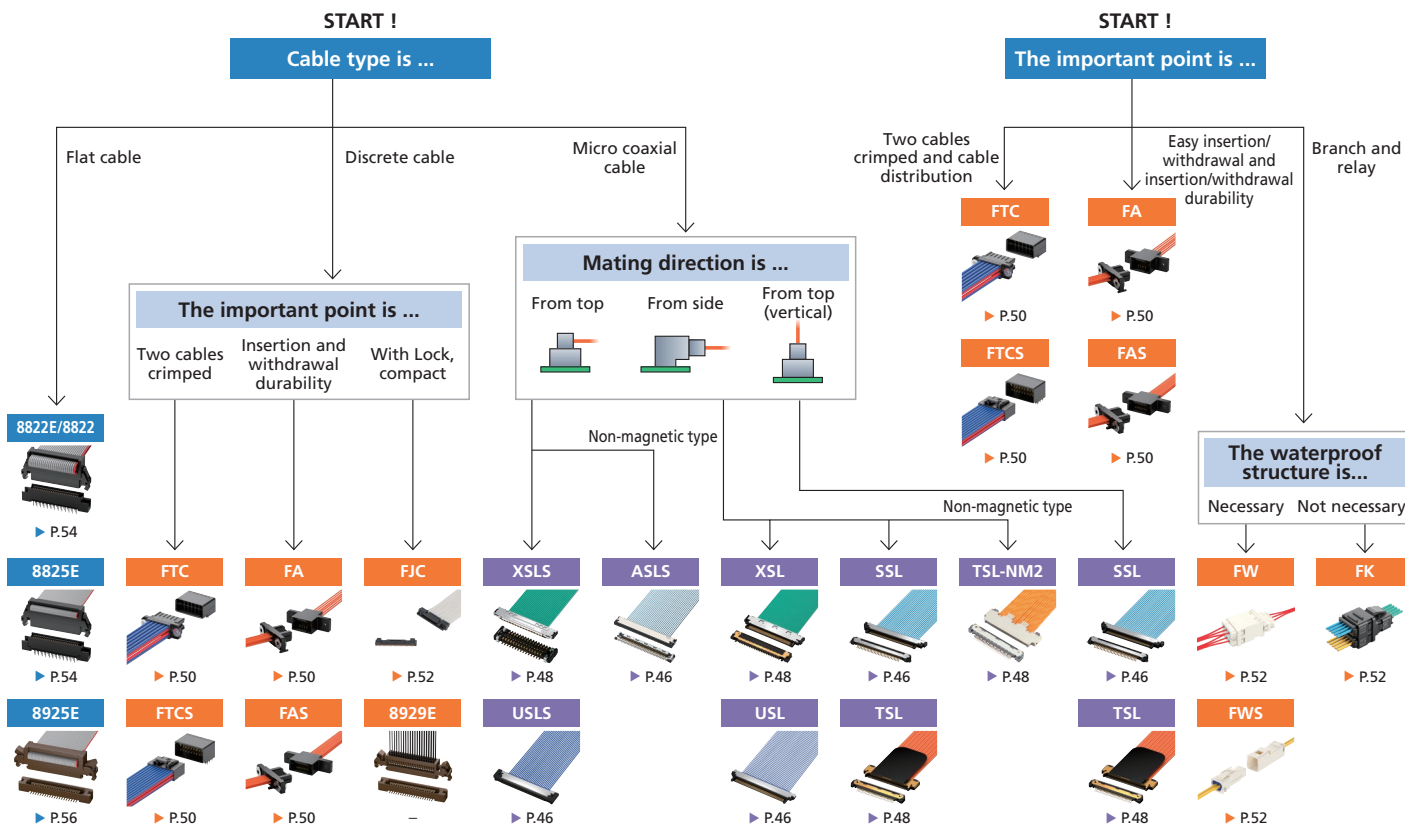 START !
Cable type is ...
Flat cable
Discrete cable
Micro coaxial
cable
The important point is ...
Two cables
crimped
Insertion and
withdrawal
durability
With Lock,
compact
Mating direction is ...
From top
From side
From top
(vertical)
Non-magnetic type
Non-magnetic type
8822E/8822
▶ P.54
8825E
▶ P.54
8925E
▶ P.56
FTC
▶ P.50
FTCS
▶ P.50
FA
▶ P.50
FAS
▶ P.50
FJC
▶ P.52
8929E
–
XSLS
▶ P.48
USLS
▶ P.46
ASLS
▶ P.46
XSL
▶ P.48
USL
▶ P.46
SSL
▶ P.46
TSL
▶ P.48
TSL-NM2
▶ P.48
SSL
▶ P.46
TSL
▶ P.48
START !
The important point is ...
Two cables
crimped and cable
distribution
Easy insertion/
withdrawal and
insertion/withdrawal
durability
Branch and
relay
FTC
▶ P.50
FTCS
▶ P.50
FA
▶ P.50
FAS
▶ P.50
The waterproof
structure is...
Necessary
Not necessary
FW
▶ P.52
FWS
▶ P.52
FK
▶ P.52